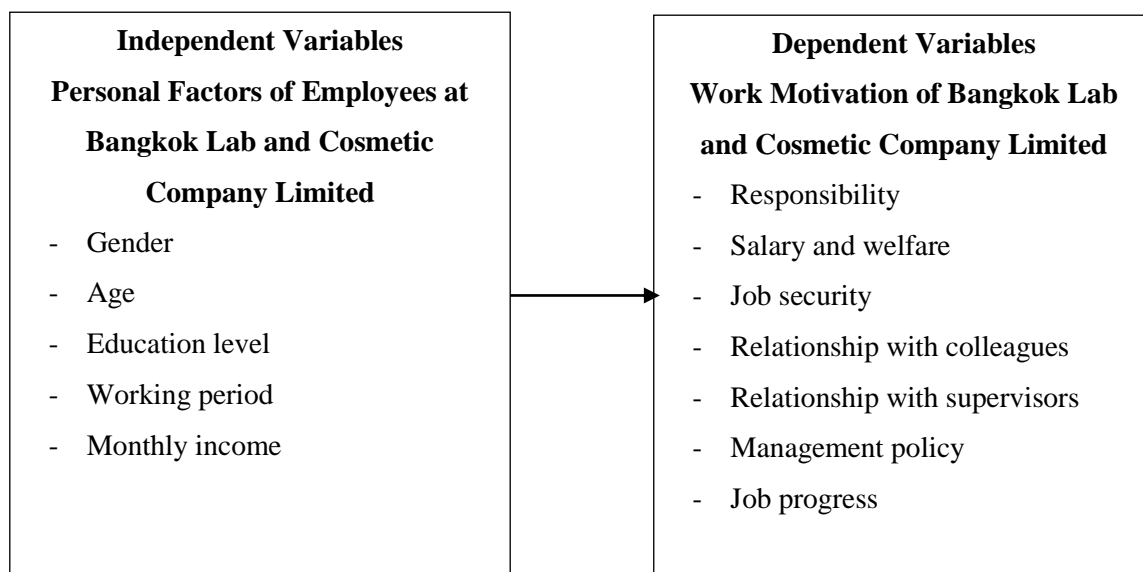 Independent Variables
Personal Factors of Employees at
Bangkok Lab and Cosmetic
Company Limited
- Gender
- Age
- Education level
- Working period
- Monthly income
Dependent Variables
Work Motivation of Bangkok Lab
and Cosmetic Company Limited
- Responsibility
- Salary and welfare
- Job security
- Relationship with colleagues
- Relationship with supervisors
- Management policy
- Job progress